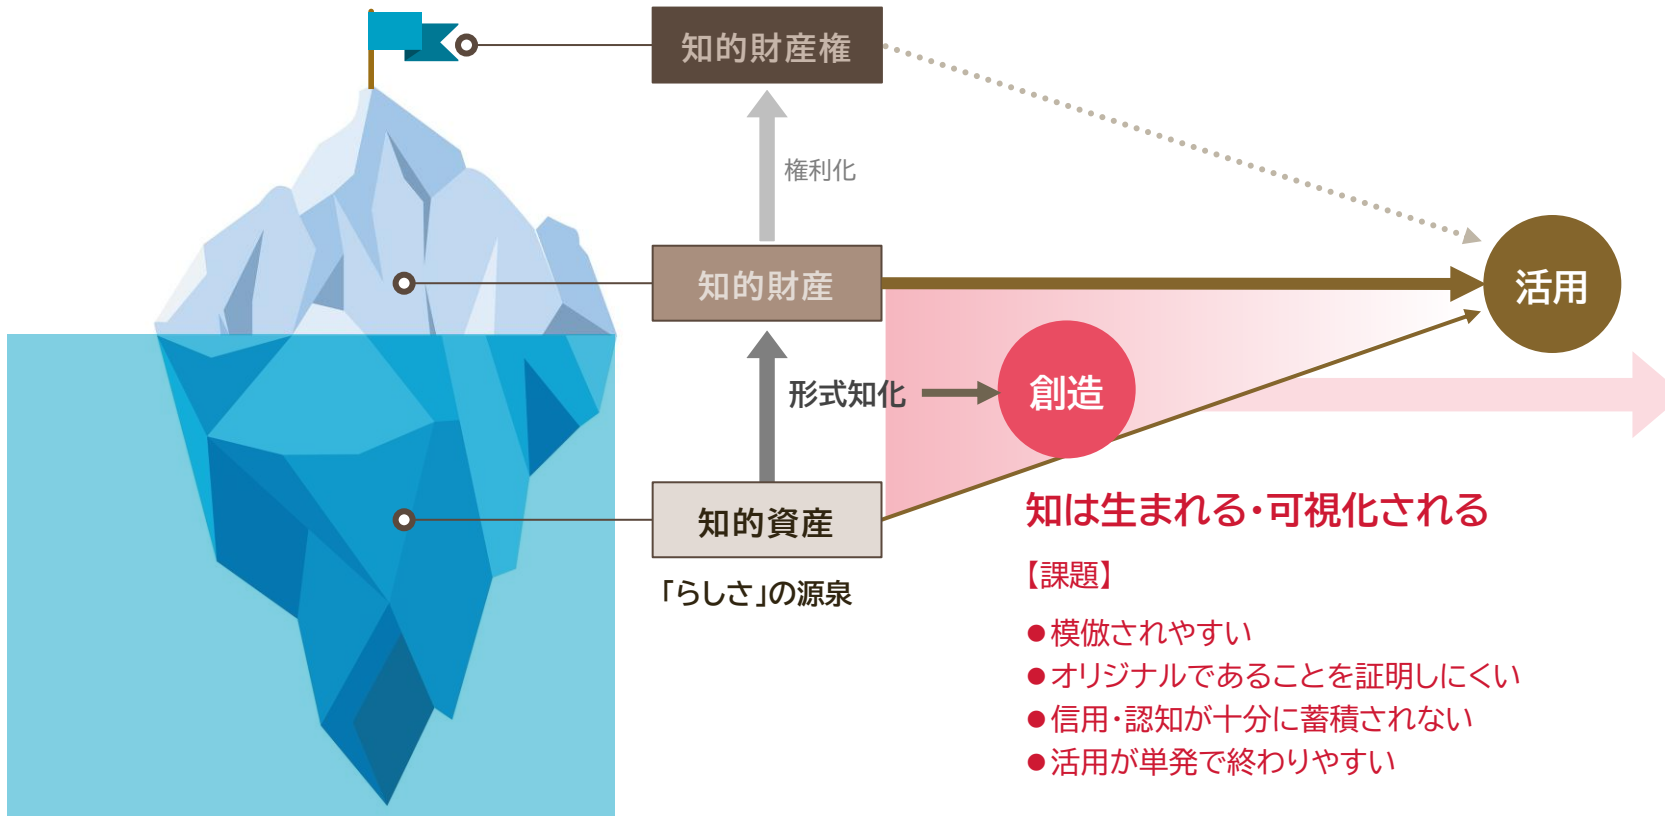 知的財産権
権利化
知的財産
活用
形式知化
創造
知的資産
「らしさ」の源泉
知は生まれる・可視化される
【課題】
●模倣されやすい
●オリジナルであることを証明しにくい
●信用・認知が十分に蓄積されない
●活用が単発で終わりやすい